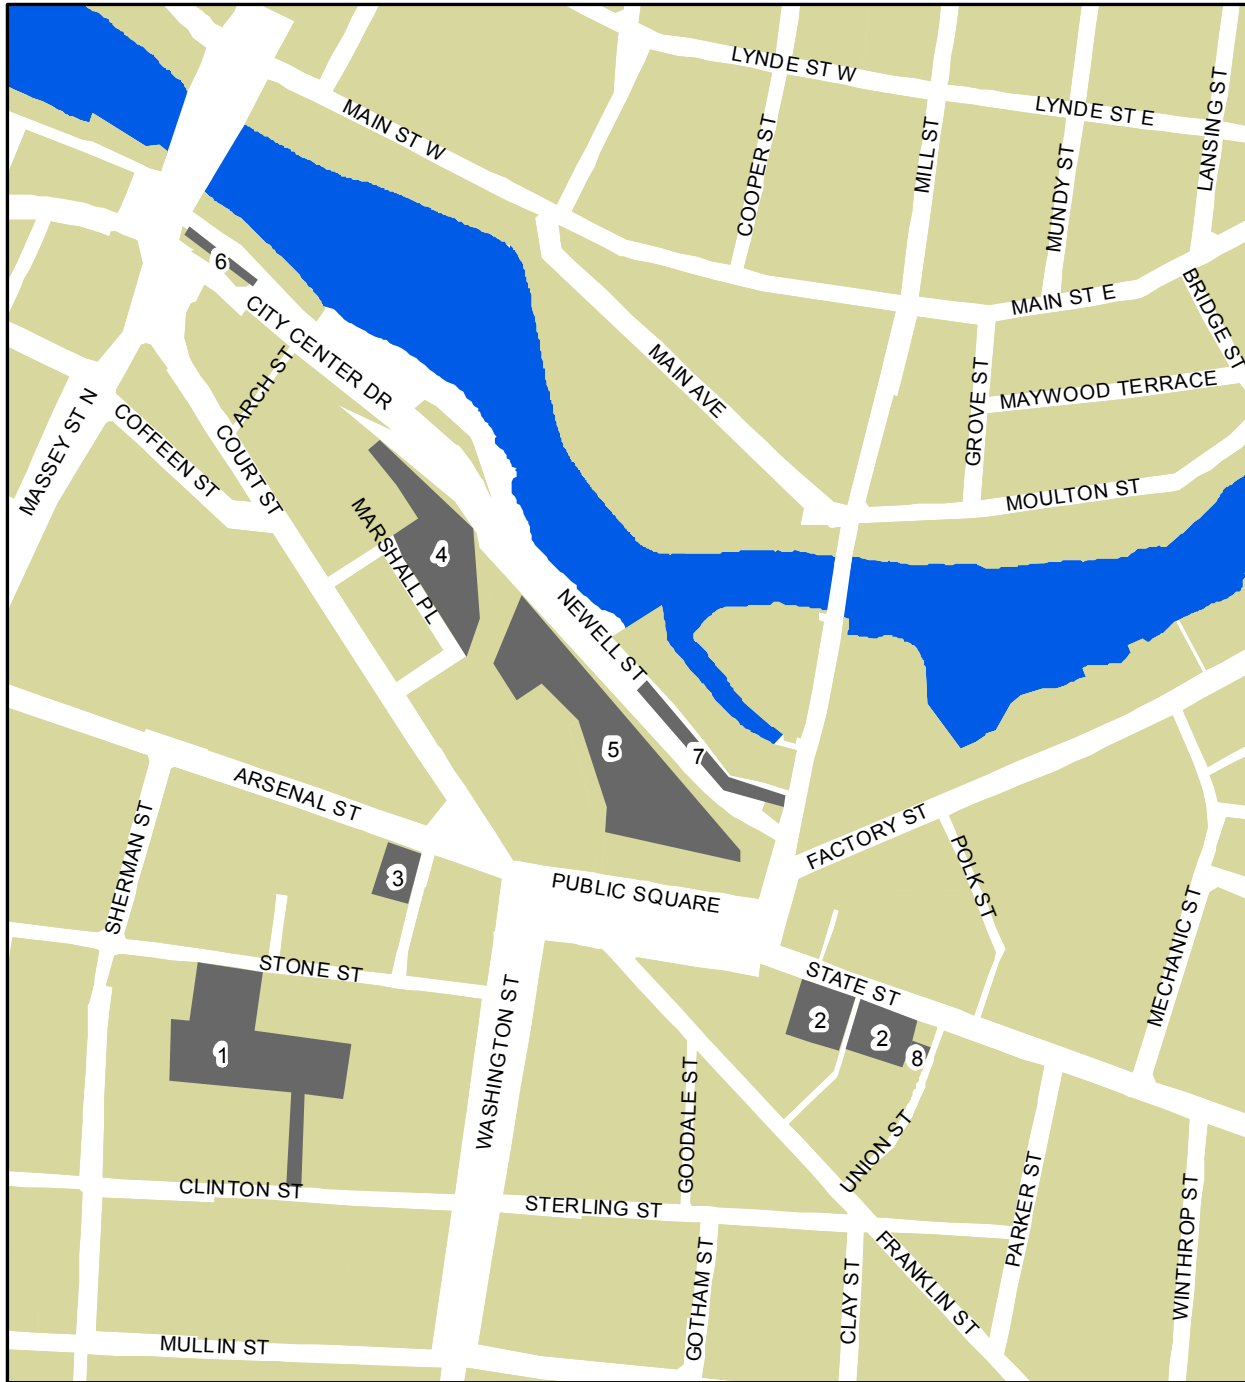 LYNDE ST W
LYNDE ST E
LANSING ST
MAIN ST W
COOPER ST
MILL ST
MUNDY ST
6
CITY CENTER DR
MAIN ST E
BRIDGE ST
MAIN AVE
ARCH ST
MAYWOOD TERRACE
GROVE ST
MASSEY ST N
COFFEEN ST
COURT ST
MOULTON ST
MARSHALL PL
4
NEWELL ST
5
7
ARSENAL ST
SHERMAN ST
FACTORY ST
POLK ST
3
PUBLIC SQUARE
MECHANIC ST
STONE ST
STATE ST
2
2
8
1
WASHINGTON ST
GOODALE ST
UNION ST
PARKER ST
CLINTON ST
STERLING ST
WINTHROP ST
GOTHAM ST
CLAY ST
FRANKLIN ST
MULLIN ST